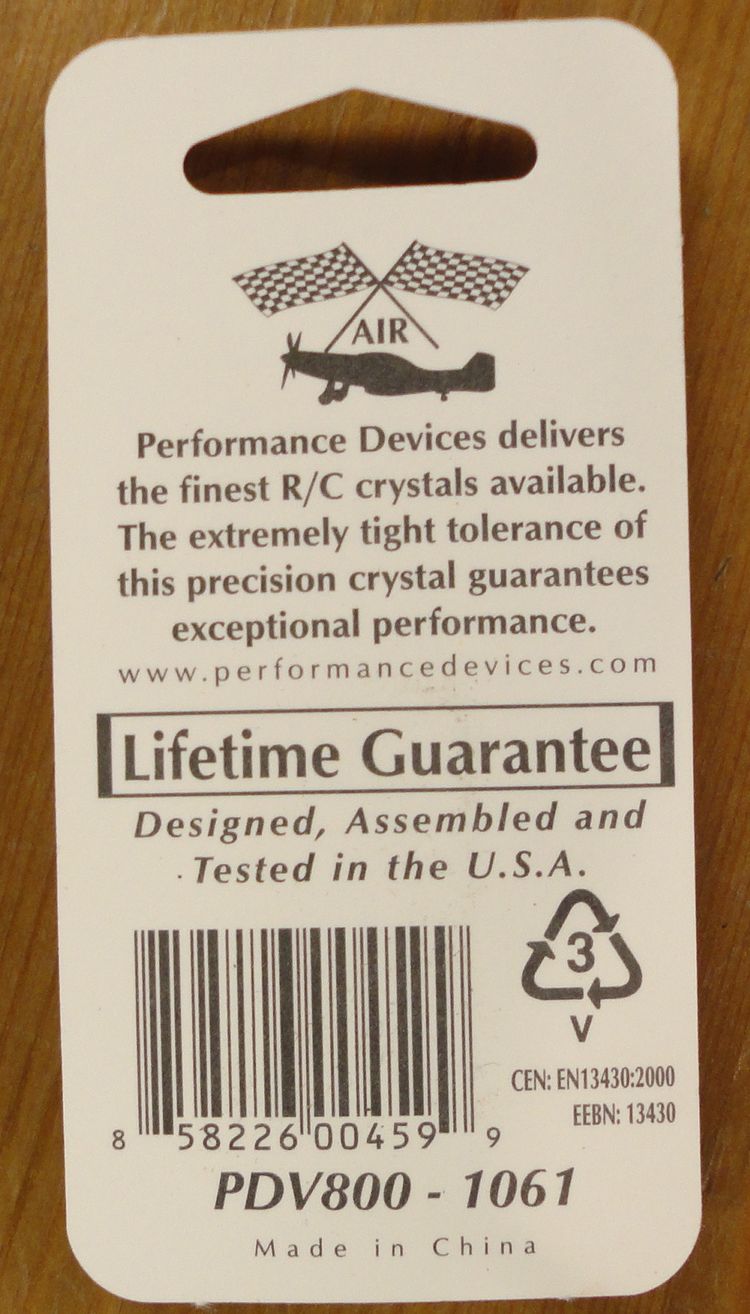 AIR
Performance Devices delivers
the finest R/C crystals available.
The extremely tight tolerance of
this precision crystal guarantees
exceptional performance.
www.performancedevices.com
Lifetime Guarantee
Designed, Assembled and
Tested in the U.S.A.
3
V
CEN: EN13430:2000
EEBN: 13430
8 58226 00459 9
PDV800 - 1061
Made in China